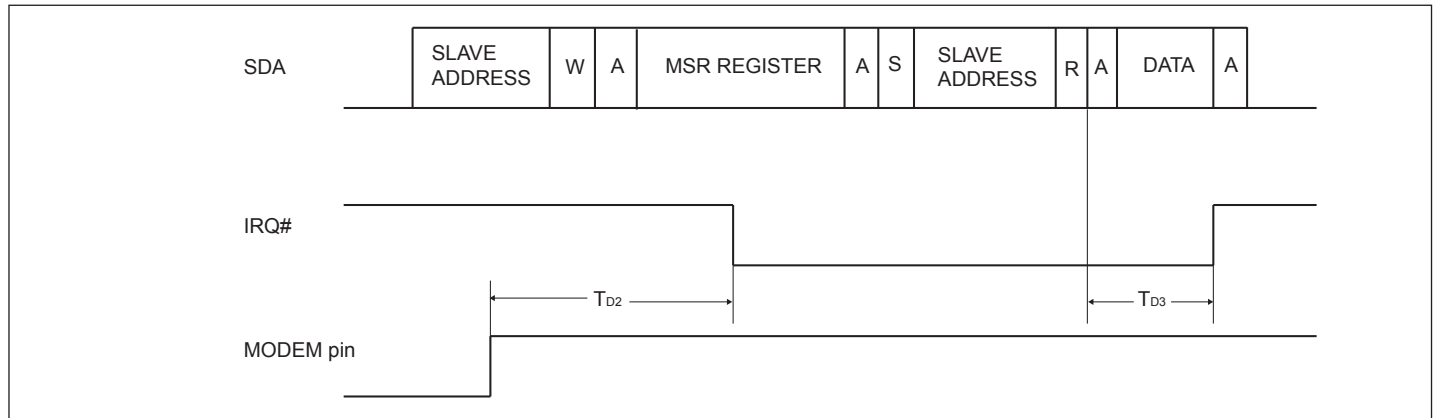 SDA
SLAVE
ADDRESS
W
A
MSR REGISTER
A
S
SLAVE
ADDRESS
R
A
DATA
A
IRQ#
TD2
TD3
MODEM pin